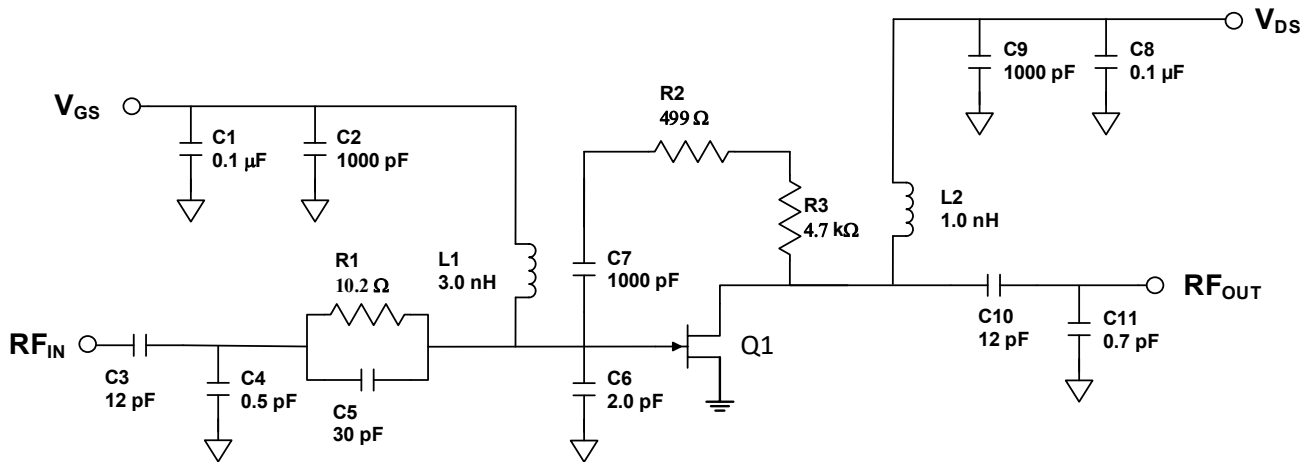 V_DS
C9
1000 pF
C8
0.1 µF
R2
499 Ω
V_GS
C1
0.1 µF
C2
1000 pF
R3
4.7 kΩ
L2
1.0 nH
R1
10.2 Ω
L1
3.0 nH
C7
1000 pF
RF_OUT
RF_IN
C10
12 pF
C11
0.7 pF
Q1
C3
12 pF
C4
0.5 pF
C5
30 pF
C6
2.0 pF